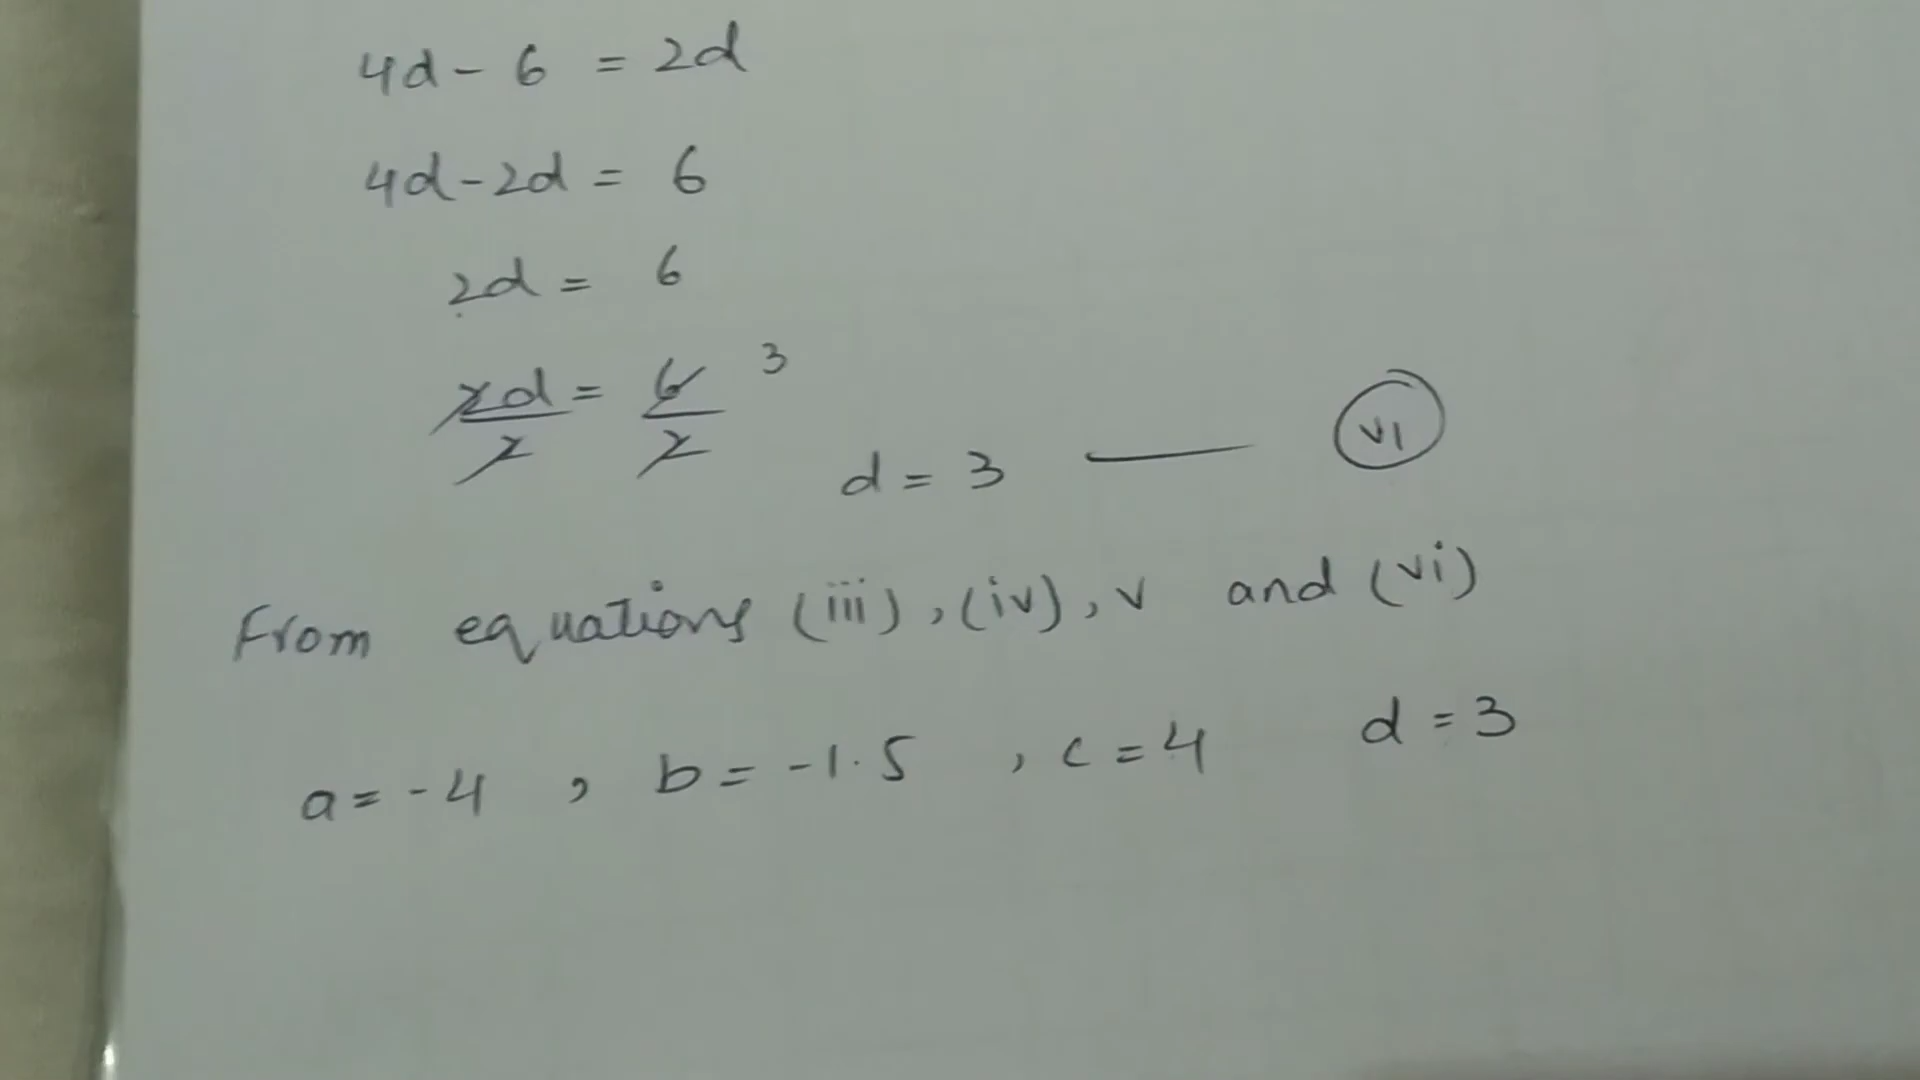 4d - 6 = 2d
4d - 2d = 6
2d = 6
2d/2 = 6/2 3
d = 3 —— (vi)
From equations (iii), (iv), v and (vi)
a = -4 , b = -1.5 , c = 4 d = 3